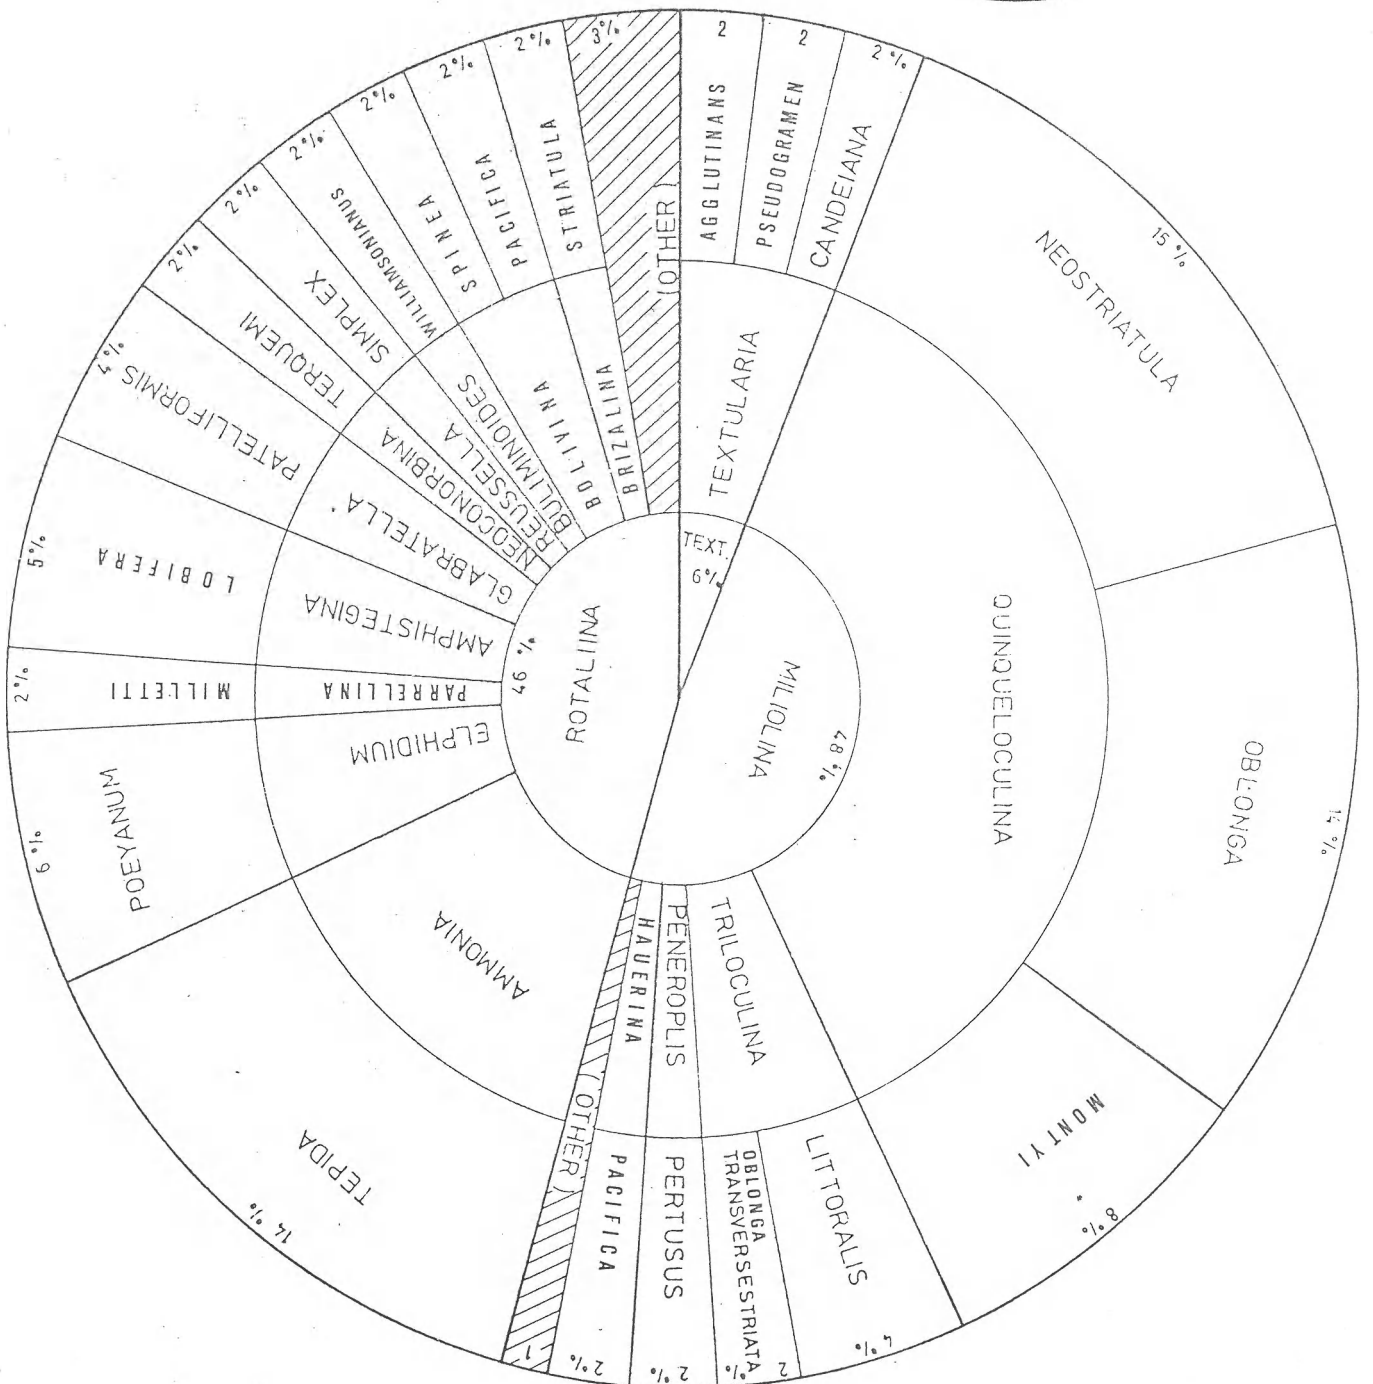 TEXT.
6%
MILIOLINA
48%
ROTALIINA
46 %
TEXTULARIA
QUINQUELOCULINA
TRILOCULINA
PENEROPLIS
HAUERINA
(OTHER)
AMMONIA
ELPHIDIUM
PARRELLINA
AMPHISTEGINA
GLABRATELLA
NEOCONORBINA
REUSSELLA
BULIMINOIDES
BOLIVINA
BRIZALINA
(OTHER)
3%
AGGLUTINANS
2
PSEUDOGRAMEN
2
CANDEIANA
2%
NEOSTRIATULA
15 %
OBLONGA
14 %
MONTYI
8%
LITTORALIS
4%
OBLONGA
TRANSVERSESTRIATA
2 %
PERTUSUS
2 %
PACIFICA
2%
1
TEPIDA
14 %
POEYANUM
6 %
MILLETTI
2%
LOBIFERA
5%
PATELLIFORMIS
4%
TERQUEMI
2%
SIMPLEX
2%
WILLIAMSONIANUS
2%
SPINEA
2%
PACIFICA
2%
STRIATULA
2%